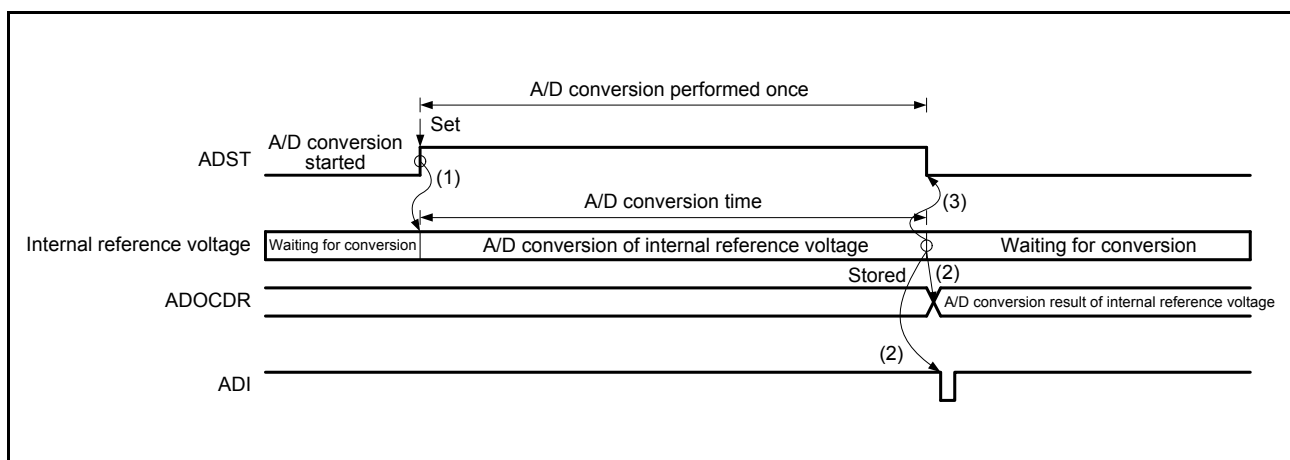 A/D conversion performed once
Set
A/D conversion
started
ADST
(1)
(3)
A/D conversion time
Internal reference voltage
Waiting for conversion
A/D conversion of internal reference voltage
Waiting for conversion
Stored
(2)
ADOCDR
A/D conversion result of internal reference voltage
(2)
ADI